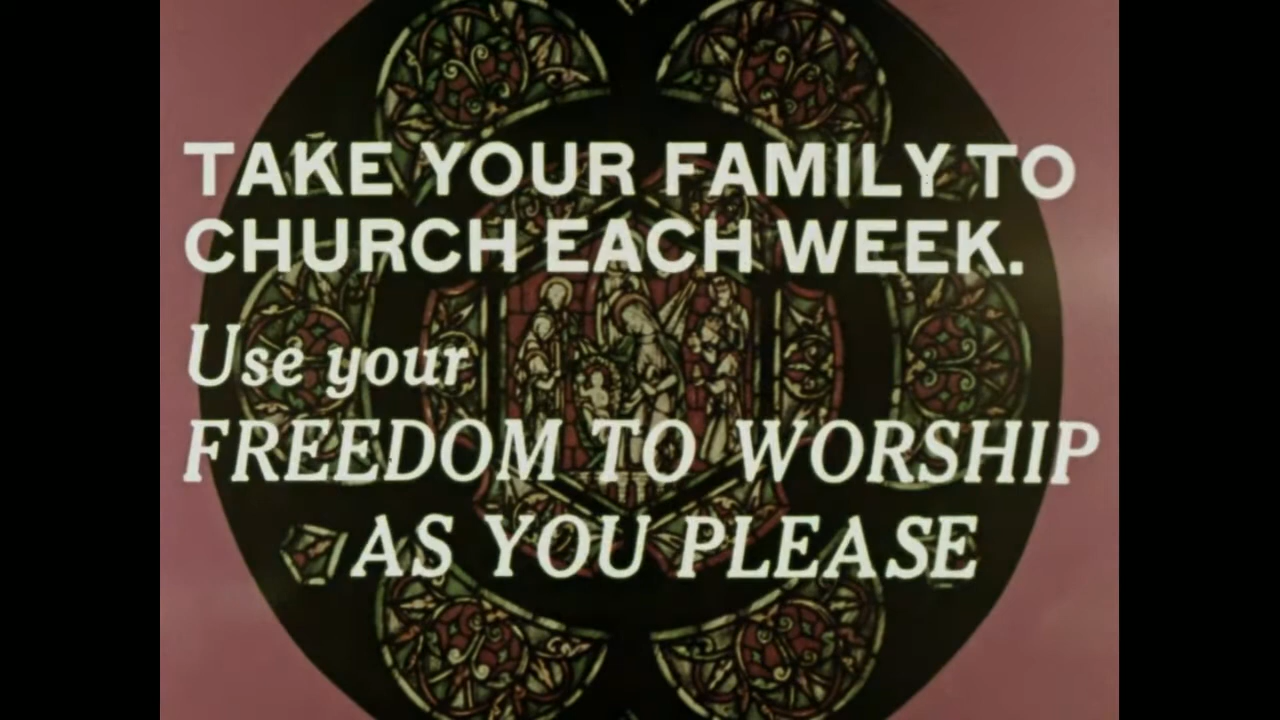 TAKE YOUR FAMILY TO
CHURCH EACH WEEK.
Use your
FREEDOM TO WORSHIP
AS YOU PLEASE